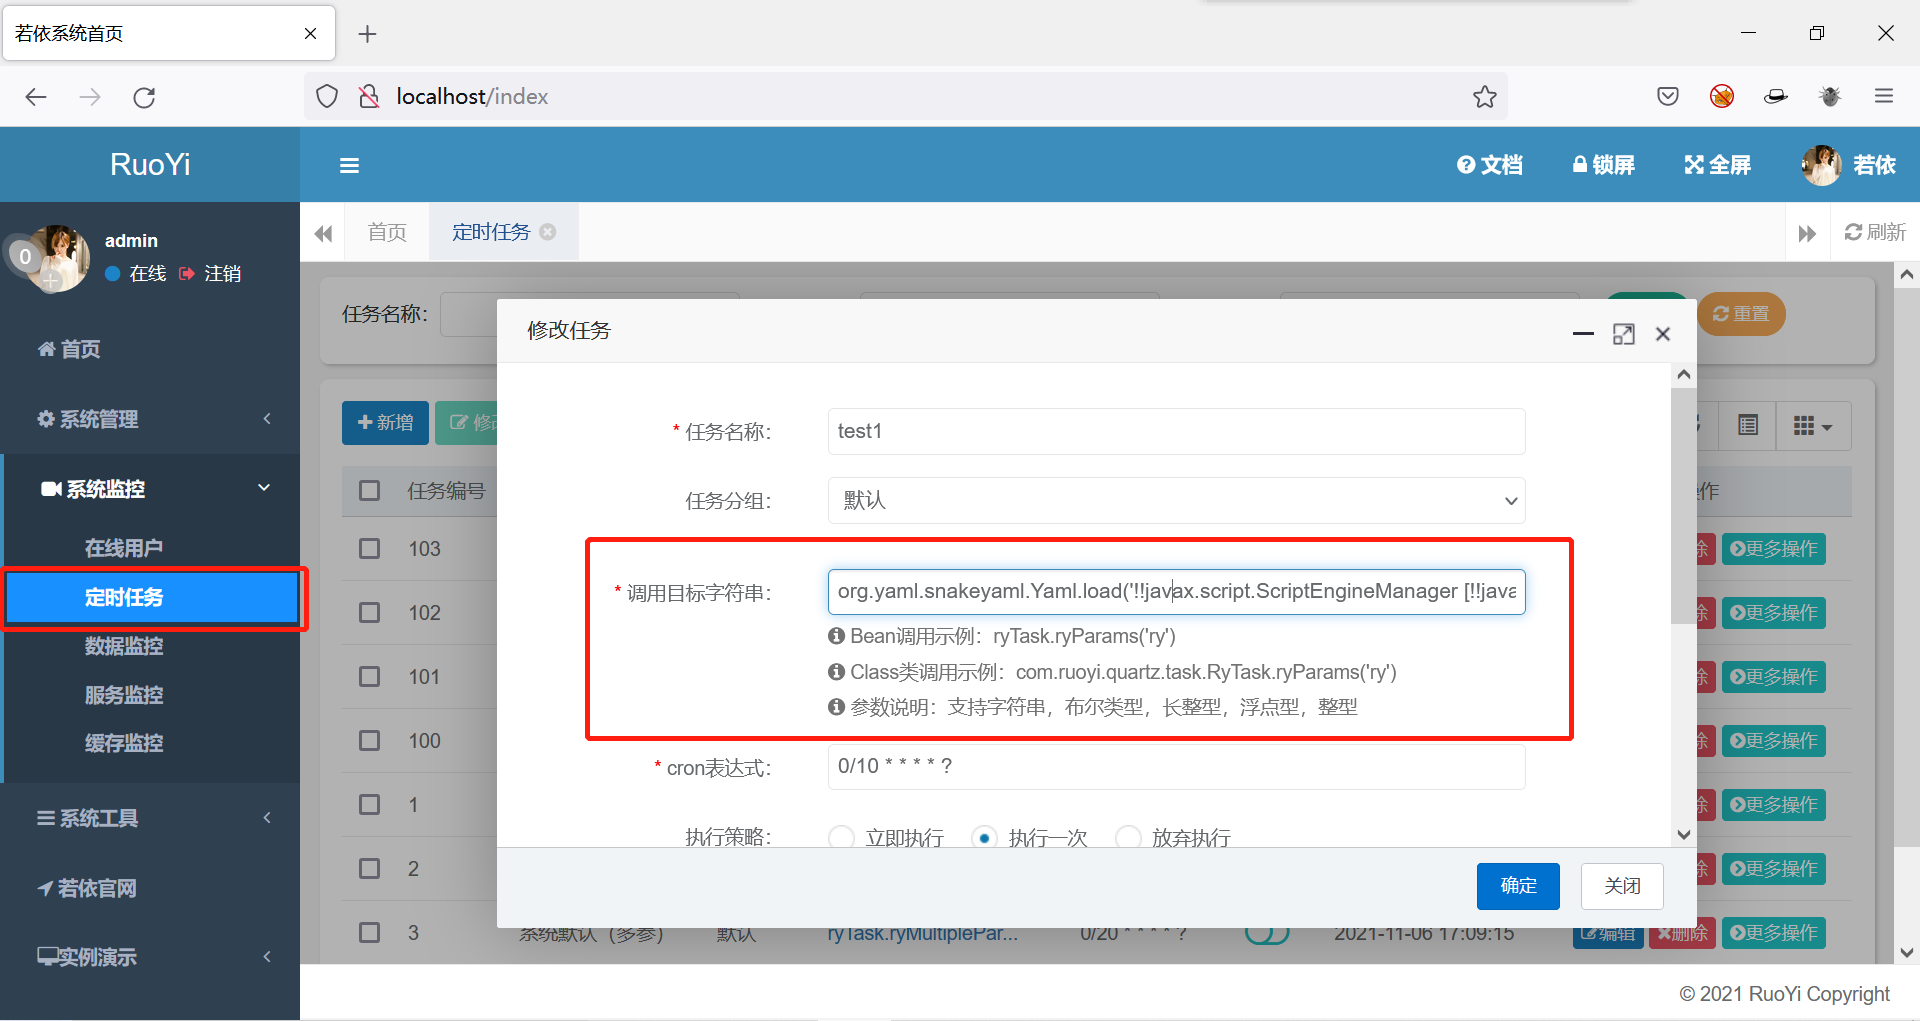 若依系统首页
localhost/index
RuoYi
文档 锁屏 全屏 若依
0
admin
在线 注销
首页 定时任务 刷新
首页
系统管理
系统监控
在线用户
定时任务
数据监控
服务监控
缓存监控
系统工具
若依官网
实例演示
任务名称：
重置
新增
任务编号
103 更多操作
102 更多操作
101 更多操作
100 更多操作
1 更多操作
2 更多操作
3 系统默认（多参） 默认 ryTask.ryMultiplePar... 0/20 * * * * ? 2021-11-06 17:09:15 编辑 删除 更多操作
修改任务
* 任务名称： test1
任务分组： 默认
* 调用目标字符串： org.yaml.snakeyaml.Yaml.load('!!javax.script.ScriptEngineManager [!!java
Bean调用示例：ryTask.ryParams('ry')
Class类调用示例：com.ruoyi.quartz.task.RyTask.ryParams('ry')
参数说明：支持字符串，布尔类型，长整型，浮点型，整型
* cron表达式： 0/10 * * * * ?
执行策略： 立即执行 执行一次 放弃执行
确定 关闭
© 2021 RuoYi Copyright